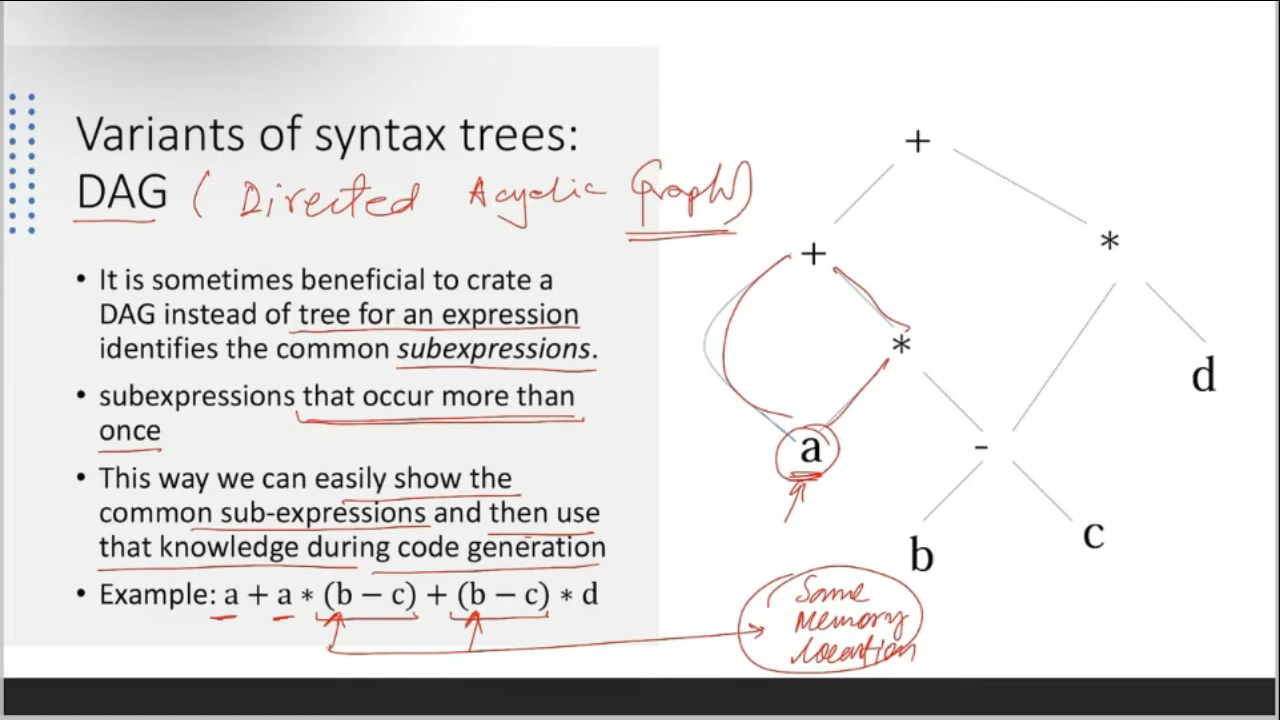 Variants of syntax trees:
DAG (Directed Acyclic Graph)
• It is sometimes beneficial to crate a
DAG instead of tree for an expression
identifies the common subexpressions.
• subexpressions that occur more than
once
• This way we can easily show the
common sub-expressions and then use
that knowledge during code generation
• Example: a + a ∗ (b − c) + (b − c) ∗ d
+
+ *
*
d
a -
b c
Same
Memory
location